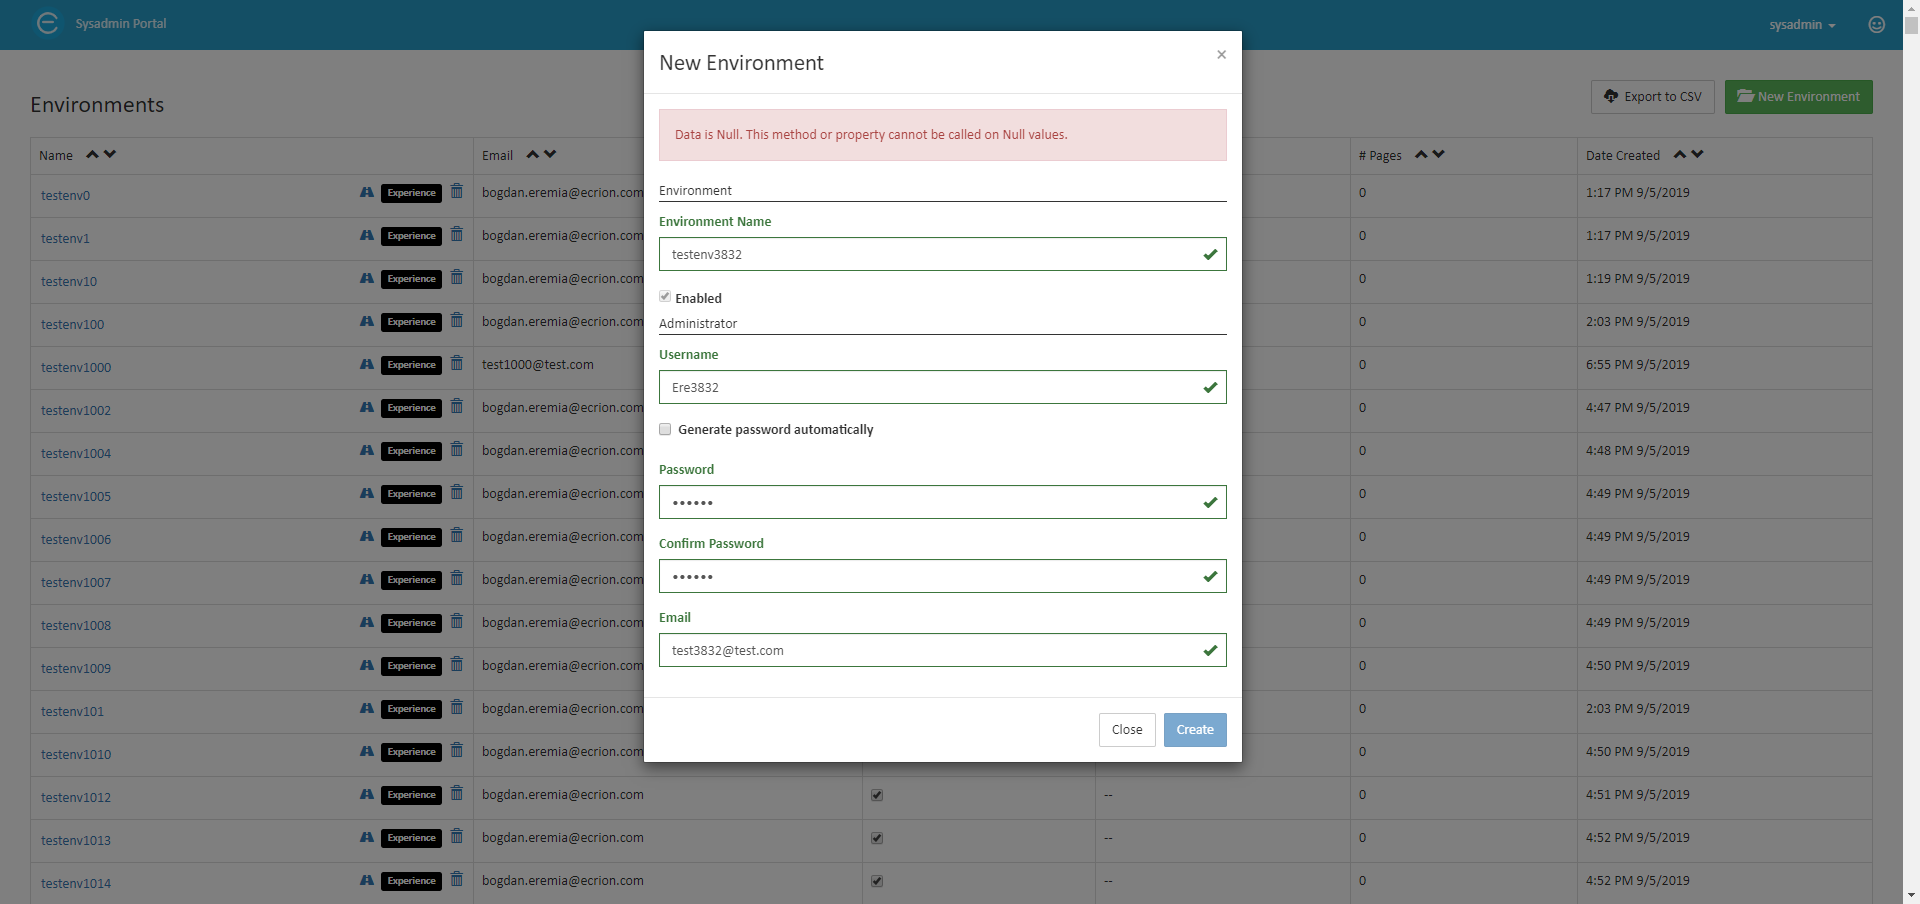 Sysadmin Portal
sysadmin
Environments
Export to CSV
New Environment
Name Email # Pages Date Created
testenv0 Experience bogdan.eremia@ecrion.com 0 1:17 PM 9/5/2019
testenv1 Experience bogdan.eremia@ecrion.com 0 1:17 PM 9/5/2019
testenv10 Experience bogdan.eremia@ecrion.com 0 1:19 PM 9/5/2019
testenv100 Experience bogdan.eremia@ecrion.com 0 2:03 PM 9/5/2019
testenv1000 Experience test1000@test.com 0 6:55 PM 9/5/2019
testenv1002 Experience bogdan.eremia@ecrion.com 0 4:47 PM 9/5/2019
testenv1004 Experience bogdan.eremia@ecrion.com 0 4:48 PM 9/5/2019
testenv1005 Experience bogdan.eremia@ecrion.com 0 4:49 PM 9/5/2019
testenv1006 Experience bogdan.eremia@ecrion.com 0 4:49 PM 9/5/2019
testenv1007 Experience bogdan.eremia@ecrion.com 0 4:49 PM 9/5/2019
testenv1008 Experience bogdan.eremia@ecrion.com 0 4:49 PM 9/5/2019
testenv1009 Experience bogdan.eremia@ecrion.com 0 4:50 PM 9/5/2019
testenv101 Experience bogdan.eremia@ecrion.com 0 2:03 PM 9/5/2019
testenv1010 Experience bogdan.eremia@ecrion.com 0 4:50 PM 9/5/2019
testenv1012 Experience bogdan.eremia@ecrion.com -- 0 4:51 PM 9/5/2019
testenv1013 Experience bogdan.eremia@ecrion.com -- 0 4:52 PM 9/5/2019
testenv1014 Experience bogdan.eremia@ecrion.com -- 0 4:52 PM 9/5/2019
New Environment ×
Data is Null. This method or property cannot be called on Null values.
Environment
Environment Name
testenv3832
Enabled
Administrator
Username
Ere3832
Generate password automatically
Password
••••••
Confirm Password
••••••
Email
test3832@test.com
Close Create